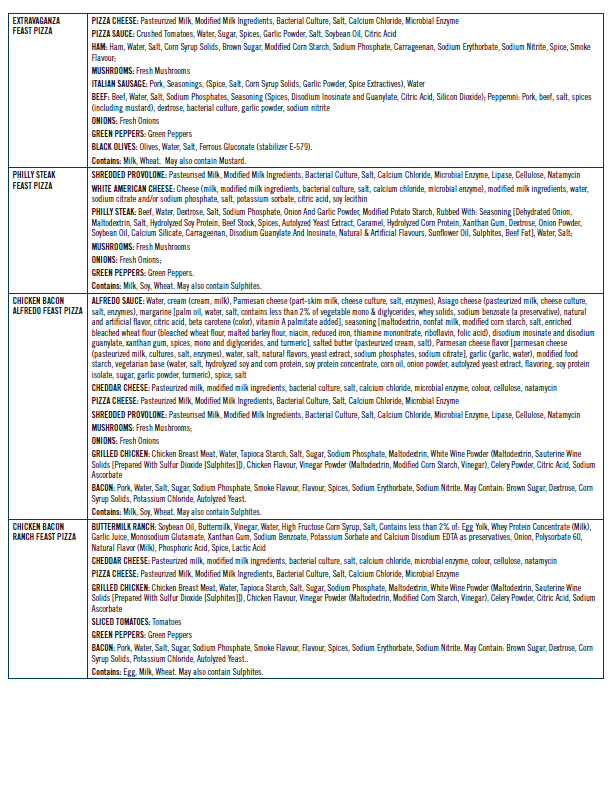 EXTRAVAGANZA
FEAST PIZZA
PIZZA CHEESE: Pasteurized Milk, Modified Milk Ingredients, Bacterial Culture, Salt, Calcium Chloride, Microbial Enzyme
PIZZA SAUCE: Crushed Tomatoes, Water, Sugar, Spices, Garlic Powder, Salt, Soybean Oil, Citric Acid
HAM: Ham, Water, Salt, Corn Syrup Solids, Brown Sugar, Modified Corn Starch, Sodium Phosphate, Carrageenan, Sodium Erythorbate, Sodium Nitrite, Spice, Smoke
Flavour;
MUSHROOMS: Fresh Mushrooms
ITALIAN SAUSAGE: Pork, Seasonings, (Spice, Salt, Corn Syrup Solids, Garlic Powder, Spice Extractives), Water
BEEF: Beef, Water, Salt, Sodium Phosphates, Seasoning (Spices, Disodium Inosinate and Guanylate, Citric Acid, Silicon Dioxide); Pepperoni: Pork, beef, salt, spices
(including mustard), dextrose, bacterial culture, garlic powder, sodium nitrite
ONIONS: Fresh Onions
GREEN PEPPERS: Green Peppers
BLACK OLIVES: Olives, Water, Salt, Ferrous Gluconate (stabilizer E-579).
Contains: Milk, Wheat. May also contain Mustard.
PHILLY STEAK
FEAST PIZZA
SHREDDED PROVOLONE: Pasteurised Milk, Modified Milk Ingredients, Bacterial Culture, Salt, Calcium Chloride, Microbial Enzyme, Lipase, Cellulose, Natamycin
WHITE AMERICAN CHEESE: Cheese (milk, modified milk ingredients, bacterial culture, salt, calcium chloride, microbial enzyme), modified milk ingredients, water,
sodium citrate and/or sodium phosphate, salt, potassium sorbate, citric acid, soy lecithin
PHILLY STEAK: Beef, Water, Dextrose, Salt, Sodium Phosphate, Onion And Garlic Powder, Modified Potato Starch, Rubbed With: Seasoning [Dehydrated Onion,
Maltodextrin, Salt, Hydrolyzed Soy Protein, Beef Stock, Spices, Autolyzed Yeast Extract, Caramel, Hydrolyzed Corn Protein, Xanthan Gum, Dextrose, Onion Powder,
Soybean Oil, Calcium Silicate, Carrageenan, Disodium Guanylate And Inosinate, Natural & Artificial Flavours, Sunflower Oil, Sulphites, Beef Fat], Water, Salt;
MUSHROOMS: Fresh Mushrooms
ONIONS: Fresh Onions;
GREEN PEPPERS: Green Peppers.
Contains: Milk, Soy, Wheat. May also contain Sulphites.
CHICKEN BACON
ALFREDO FEAST PIZZA
ALFREDO SAUCE: Water, cream (cream, milk), Parmesan cheese (part-skim milk, cheese culture, salt, enzymes), Asiago cheese (pasteurized milk, cheese culture,
salt, enzymes), margarine [palm oil, water, salt, contains less than 2% of vegetable mono & diglycerides, whey solids, sodium benzoate (a preservative), natural
and artificial flavor, citric acid, beta carotene (color), vitamin A palmitate added], seasoning [maltodextrin, nonfat milk, modified corn starch, salt, enriched
bleached wheat flour (bleached wheat flour, malted barley flour, niacin, reduced iron, thiamine mononitrate, riboflavin, folic acid), disodium inosinate and disodium
guanylate, xanthan gum, spices, mono and diglycerides, and turmeric], salted butter (pasteurized cream, salt), Parmesan cheese flavor [parmesan cheese
(pasteurized milk, cultures, salt, enzymes), water, salt, natural flavors, yeast extract, sodium phosphates, sodium citrate], garlic (garlic, water), modified food
starch, vegetarian base (water, salt, hydrolyzed soy and corn protein, soy protein concentrate, corn oil, onion powder, autolyzed yeast extract, flavoring, soy protein
isolate, sugar, garlic powder, turmeric), spice, salt
CHEDDAR CHEESE: Pasteurized milk, modified milk ingredients, bacterial culture, salt, calcium chloride, microbial enzyme, colour, cellulose, natamycin
PIZZA CHEESE: Pasteurized Milk, Modified Milk Ingredients, Bacterial Culture, Salt, Calcium Chloride, Microbial Enzyme
SHREDDED PROVOLONE: Pasteurised Milk, Modified Milk Ingredients, Bacterial Culture, Salt, Calcium Chloride, Microbial Enzyme, Lipase, Cellulose, Natamycin
MUSHROOMS: Fresh Mushrooms;
ONIONS: Fresh Onions
GRILLED CHICKEN: Chicken Breast Meat, Water, Tapioca Starch, Salt, Sugar, Sodium Phosphate, Maltodextrin, White Wine Powder (Maltodextrin, Sauterine Wine
Solids [Prepared With Sulfur Dioxide {Sulphites}]), Chicken Flavour, Vinegar Powder (Maltodextrin, Modified Corn Starch, Vinegar), Celery Powder, Citric Acid, Sodium
Ascorbate
BACON: Pork, Water, Salt, Sugar, Sodium Phosphate, Smoke Flavour, Flavour, Spices, Sodium Erythorbate, Sodium Nitrite. May Contain: Brown Sugar, Dextrose, Corn
Syrup Solids, Potassium Chloride, Autolyzed Yeast.
Contains: Milk, Soy, Wheat. May also contain Sulphites.
CHICKEN BACON
RANCH FEAST PIZZA
BUTTERMILK RANCH: Soybean Oil, Buttermilk, Vinegar, Water, High Fructose Corn Syrup, Salt, Contains less than 2% of: Egg Yolk, Whey Protein Concentrate (Milk),
Garlic Juice, Monosodium Glutamate, Xanthan Gum, Sodium Benzoate, Potassium Sorbate and Calcium Disodium EDTA as preservatives, Onion, Polysorbate 60,
Natural Flavor (Milk), Phosphoric Acid, Spice, Lactic Acid
CHEDDAR CHEESE: Pasteurized milk, modified milk ingredients, bacterial culture, salt, calcium chloride, microbial enzyme, colour, cellulose, natamycin
PIZZA CHEESE: Pasteurized Milk, Modified Milk Ingredients, Bacterial Culture, Salt, Calcium Chloride, Microbial Enzyme
GRILLED CHICKEN: Chicken Breast Meat, Water, Tapioca Starch, Salt, Sugar, Sodium Phosphate, Maltodextrin, White Wine Powder (Maltodextrin, Sauterine Wine
Solids [Prepared With Sulfur Dioxide {Sulphites}]), Chicken Flavour, Vinegar Powder (Maltodextrin, Modified Corn Starch, Vinegar), Celery Powder, Citric Acid, Sodium
Ascorbate
SLICED TOMATOES: Tomatoes
GREEN PEPPERS: Green Peppers
BACON: Pork, Water, Salt, Sugar, Sodium Phosphate, Smoke Flavour, Flavour, Spices, Sodium Erythorbate, Sodium Nitrite. May Contain: Brown Sugar, Dextrose, Corn
Syrup Solids, Potassium Chloride, Autolyzed Yeast..
Contains: Egg, Milk, Wheat. May also contain Sulphites.